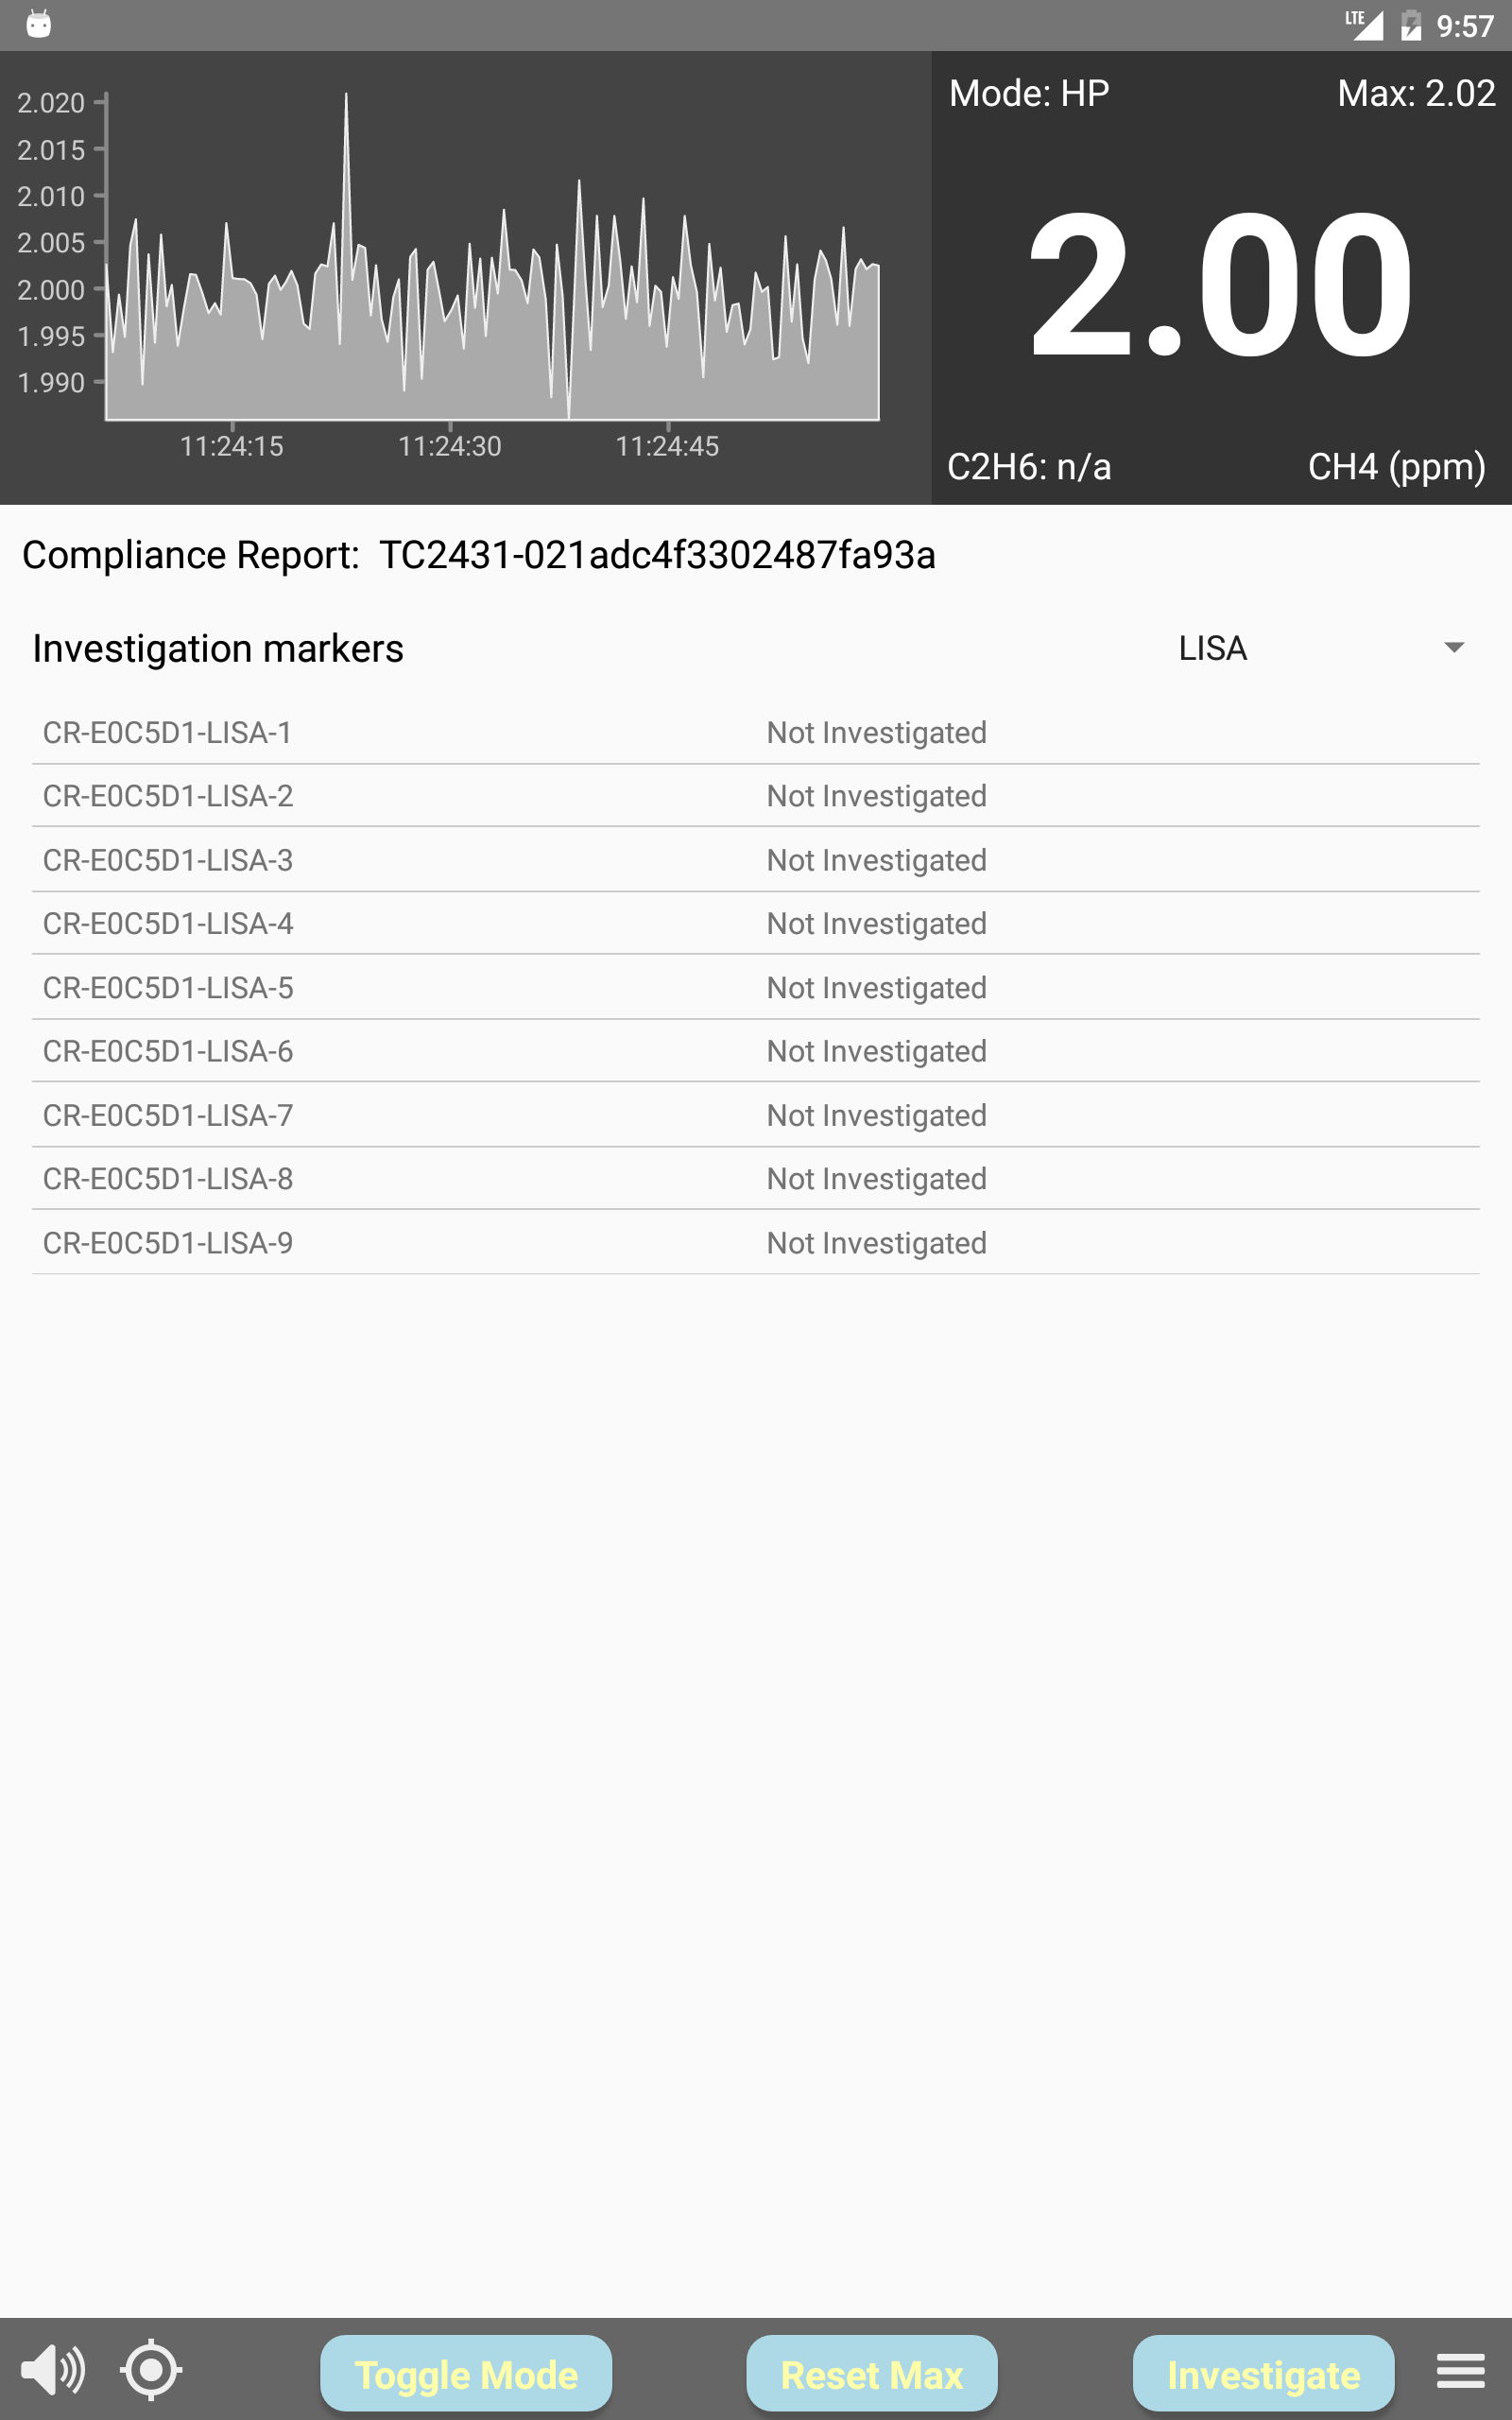 LTE 9:57
2.020
2.015
2.010
2.005
2.000
1.995
1.990
11:24:15 11:24:30 11:24:45
Mode: HP Max: 2.02
2.00
C2H6: n/a CH4 (ppm)
Compliance Report: TC2431-021adc4f3302487fa93a
Investigation markers LISA
CR-E0C5D1-LISA-1 Not Investigated
CR-E0C5D1-LISA-2 Not Investigated
CR-E0C5D1-LISA-3 Not Investigated
CR-E0C5D1-LISA-4 Not Investigated
CR-E0C5D1-LISA-5 Not Investigated
CR-E0C5D1-LISA-6 Not Investigated
CR-E0C5D1-LISA-7 Not Investigated
CR-E0C5D1-LISA-8 Not Investigated
CR-E0C5D1-LISA-9 Not Investigated
Toggle Mode Reset Max Investigate